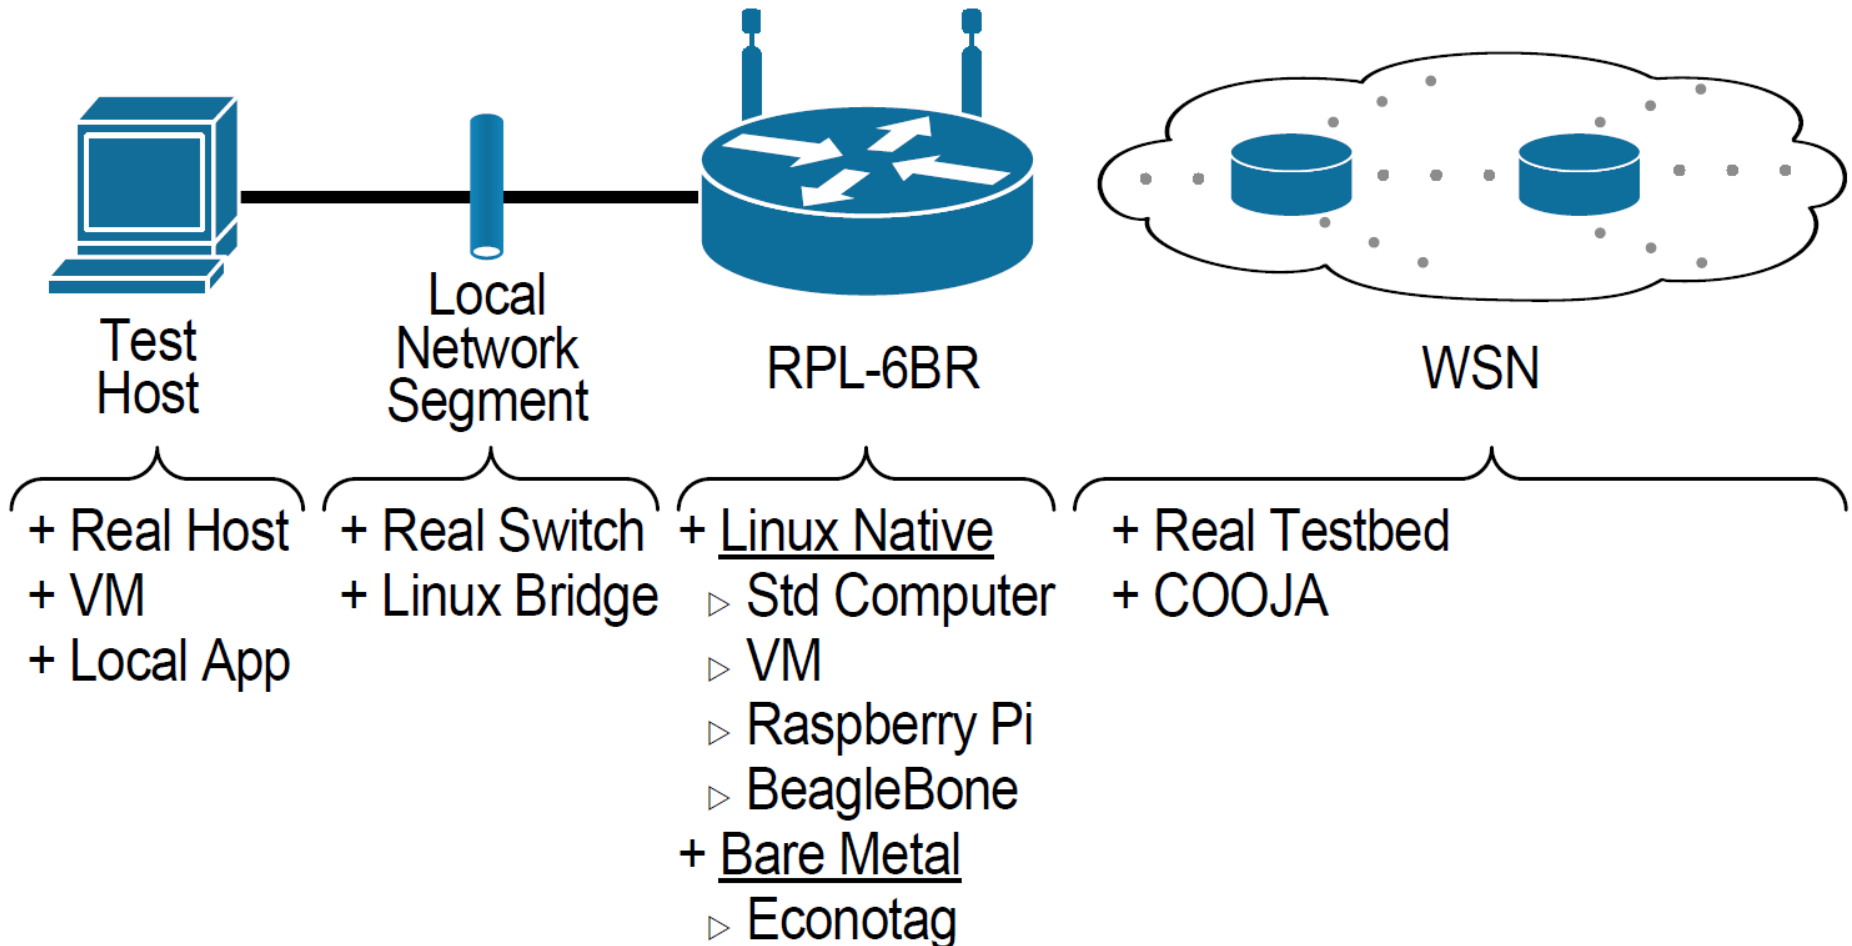 Test
Host
Local
Network
Segment
RPL-6BR
WSN
+ Real Host
+ VM
+ Local App
+ Real Switch
+ Linux Bridge
+ Linux Native
▷ Std Computer
▷ VM
▷ Raspberry Pi
▷ BeagleBone
+ Bare Metal
▷ Econotag
+ Real Testbed
+ COOJA